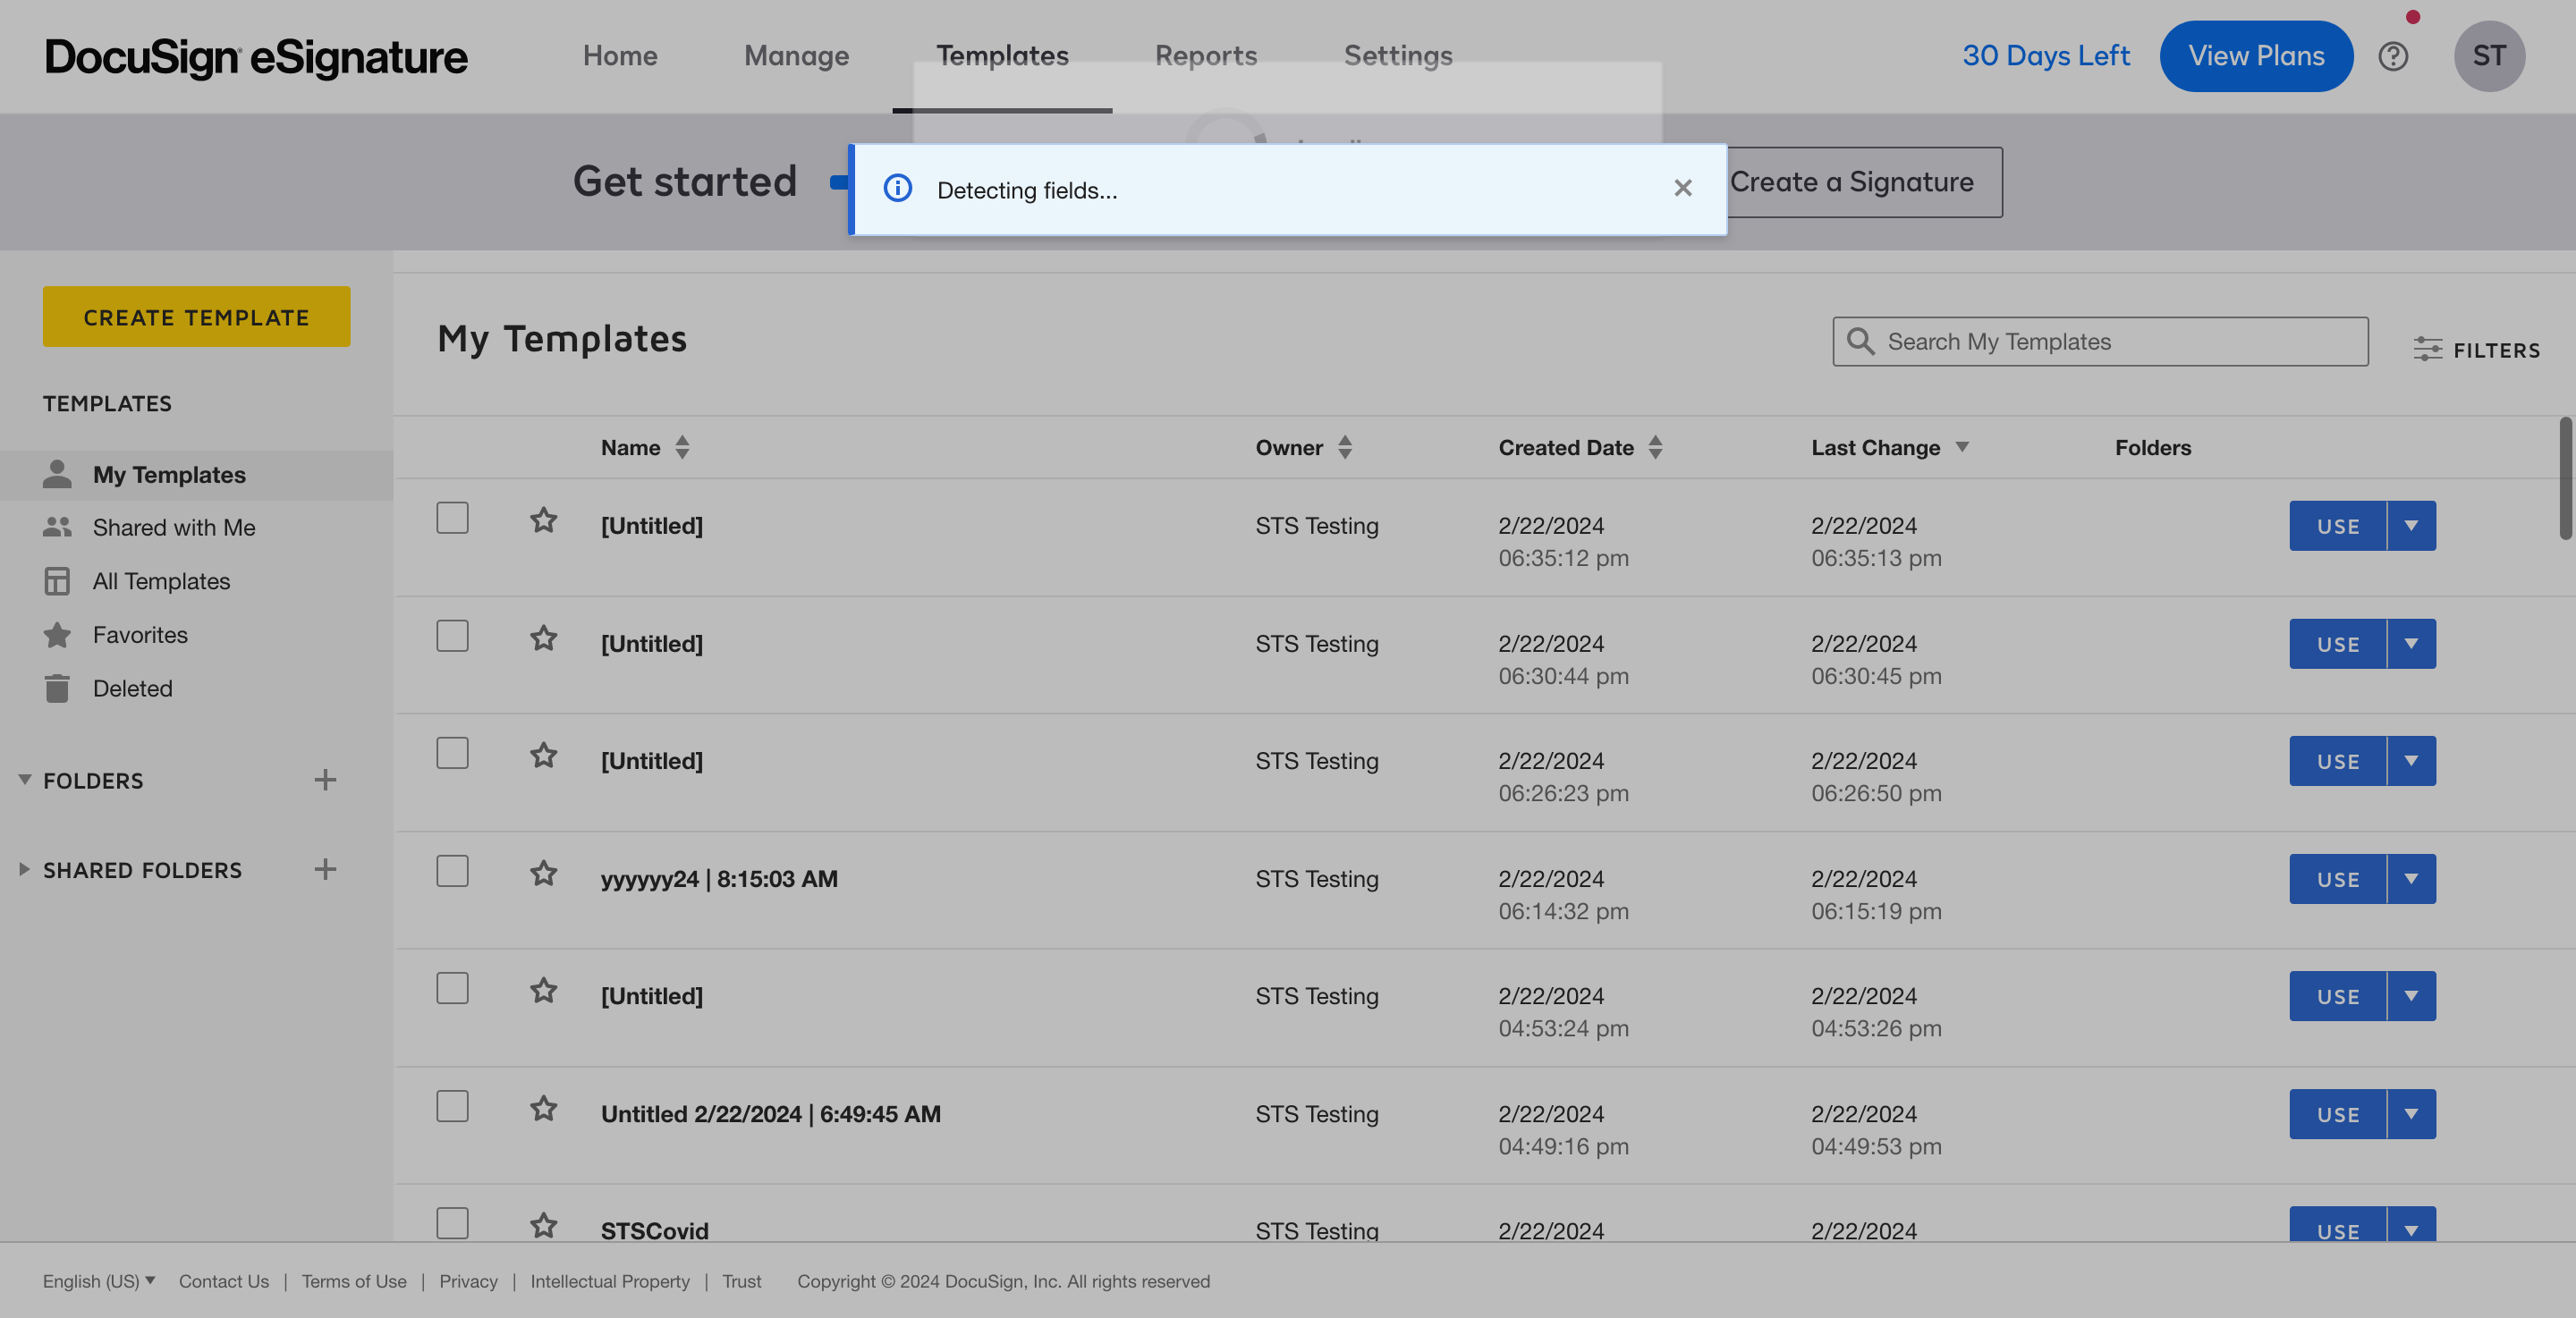 DocuSign eSignature
Home
Manage
Templates
Reports
Settings
30 Days Left
View Plans
ST
Get started
Detecting fields...
Create a Signature
CREATE TEMPLATE
TEMPLATES
My Templates
Shared with Me
All Templates
Favorites
Deleted
FOLDERS
SHARED FOLDERS
My Templates
Search My Templates
FILTERS
Name Owner Created Date Last Change Folders
[Untitled] STS Testing 2/22/2024 2/22/2024 USE
06:35:12 pm 06:35:13 pm
[Untitled] STS Testing 2/22/2024 2/22/2024 USE
06:30:44 pm 06:30:45 pm
[Untitled] STS Testing 2/22/2024 2/22/2024 USE
06:26:23 pm 06:26:50 pm
yyyyyy24 | 8:15:03 AM STS Testing 2/22/2024 2/22/2024 USE
06:14:32 pm 06:15:19 pm
[Untitled] STS Testing 2/22/2024 2/22/2024 USE
04:53:24 pm 04:53:26 pm
Untitled 2/22/2024 | 6:49:45 AM STS Testing 2/22/2024 2/22/2024 USE
04:49:16 pm 04:49:53 pm
STSCovid STS Testing 2/22/2024 2/22/2024 USE
English (US) Contact Us | Terms of Use | Privacy | Intellectual Property | Trust Copyright © 2024 DocuSign, Inc. All rights reserved